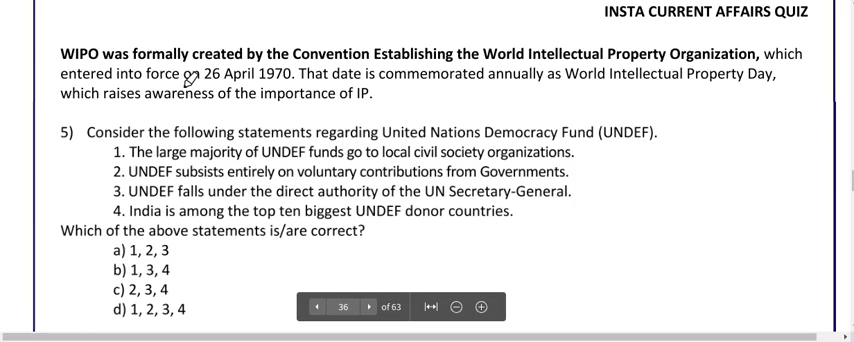 INSTA CURRENT AFFAIRS QUIZ
WIPO was formally created by the Convention Establishing the World Intellectual Property Organization, which
entered into force on 26 April 1970. That date is commemorated annually as World Intellectual Property Day,
which raises awareness of the importance of IP.
5) Consider the following statements regarding United Nations Democracy Fund (UNDEF).
1. The large majority of UNDEF funds go to local civil society organizations.
2. UNDEF subsists entirely on voluntary contributions from Governments.
3. UNDEF falls under the direct authority of the UN Secretary-General.
4. India is among the top ten biggest UNDEF donor countries.
Which of the above statements is/are correct?
a) 1, 2, 3
b) 1, 3, 4
c) 2, 3, 4
d) 1, 2, 3, 4
36 of 63